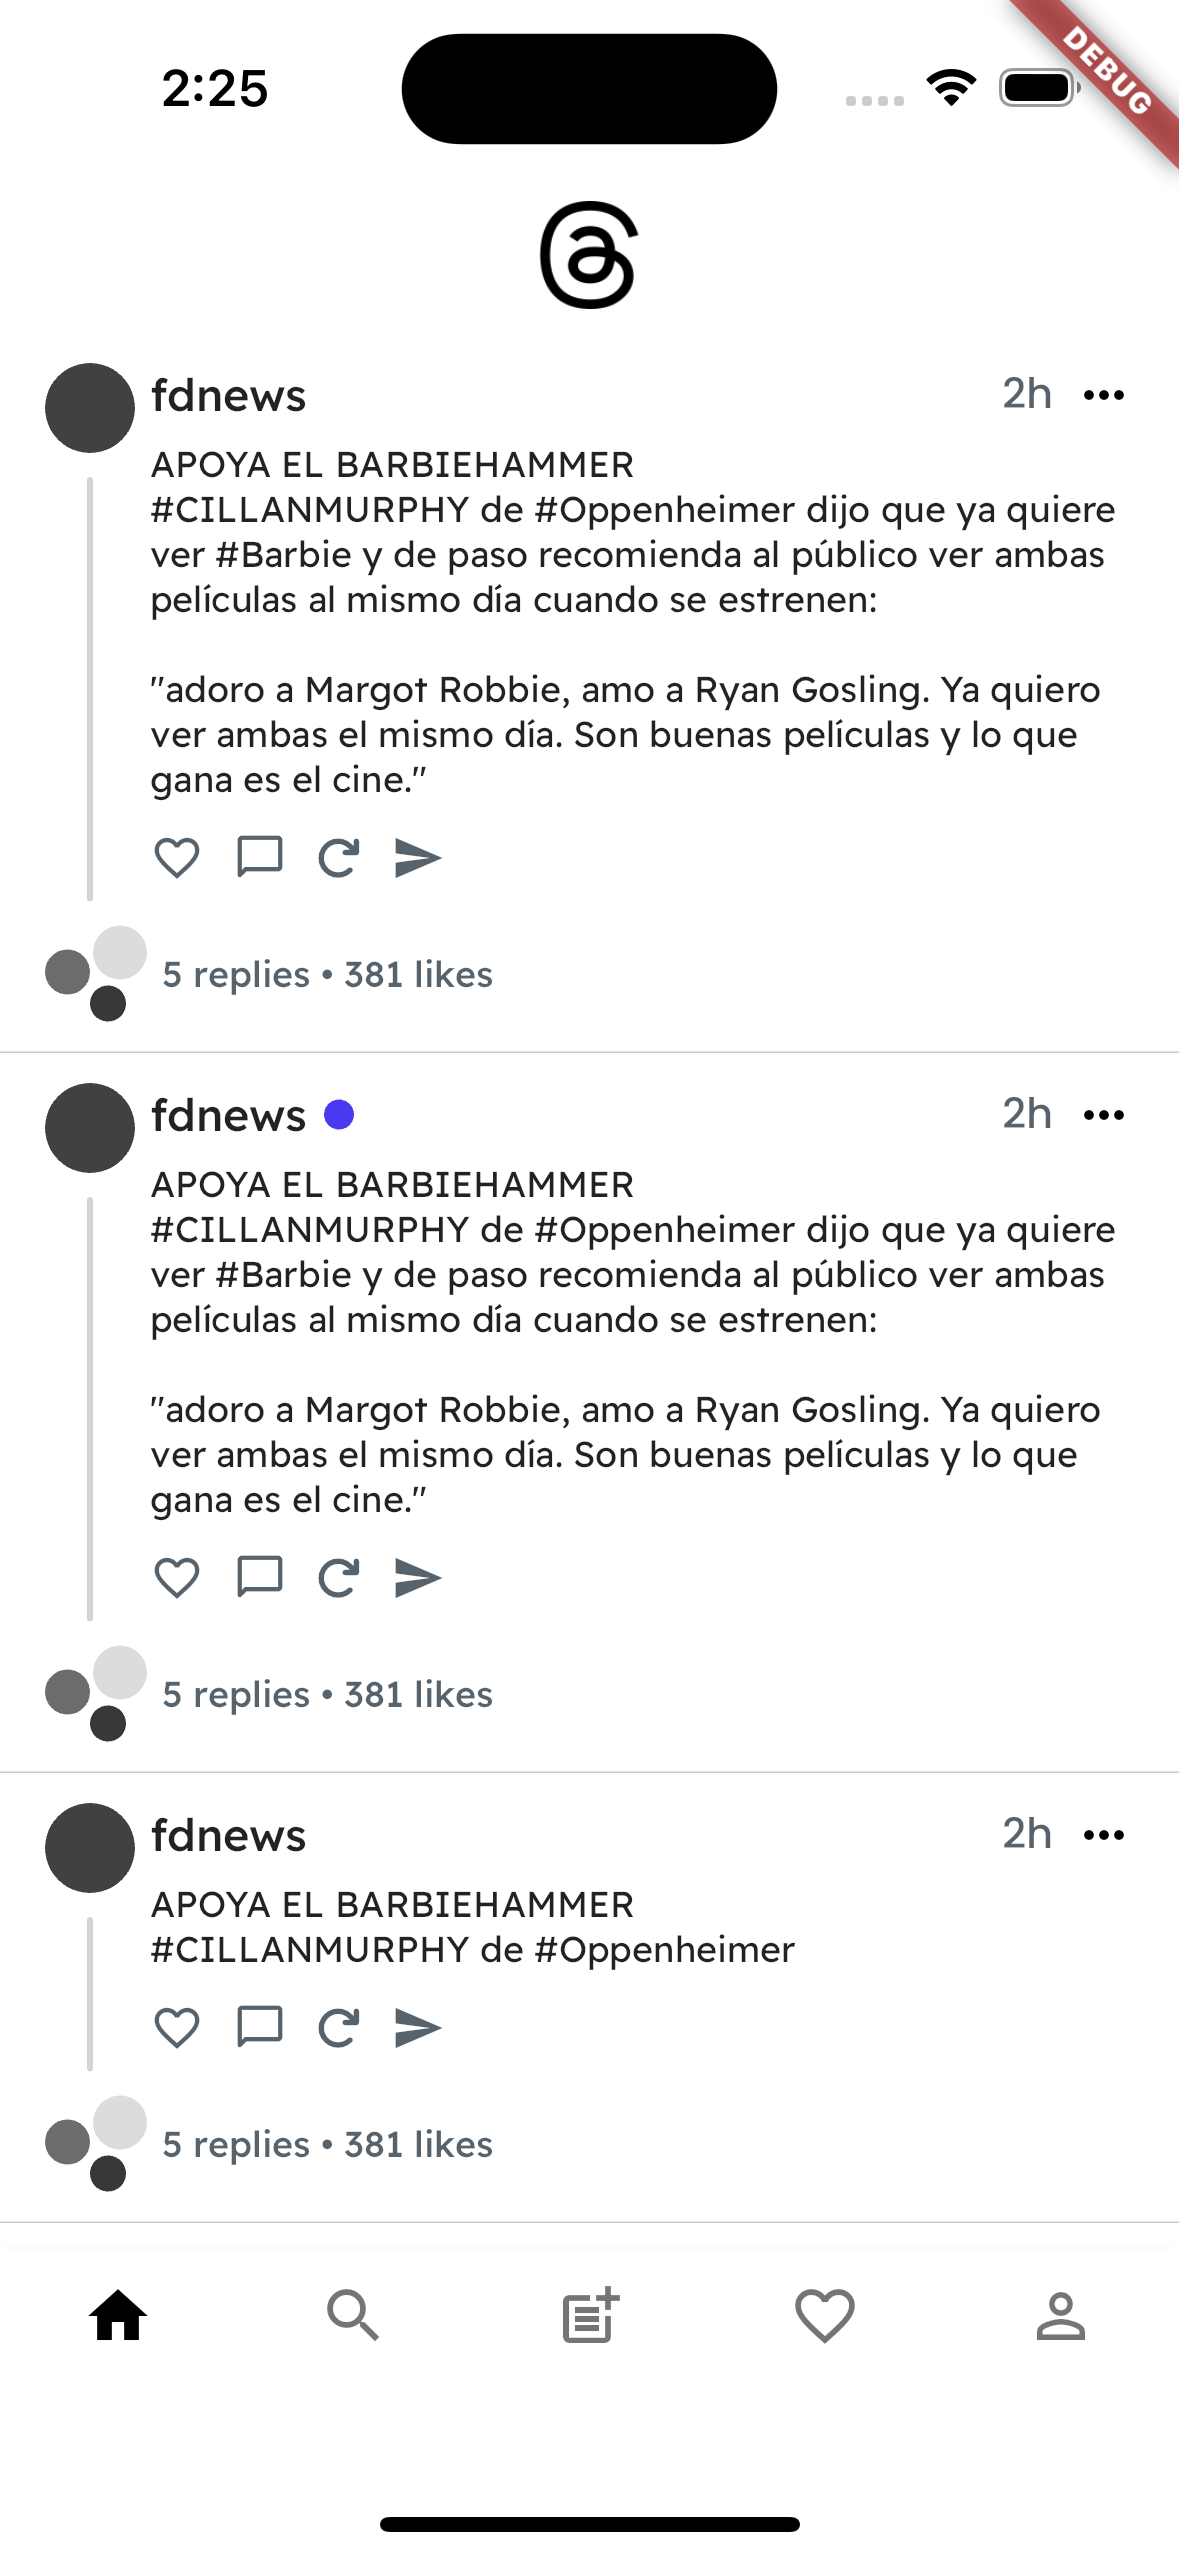 2:25
DEBUG
fdnews 2h
APOYA EL BARBIEHAMMER
#CILLANMURPHY de #Oppenheimer dijo que ya quiere
ver #Barbie y de paso recomienda al público ver ambas
películas al mismo día cuando se estrenen:
"adoro a Margot Robbie, amo a Ryan Gosling. Ya quiero
ver ambas el mismo día. Son buenas películas y lo que
gana es el cine."
5 replies • 381 likes
fdnews 2h
APOYA EL BARBIEHAMMER
#CILLANMURPHY de #Oppenheimer dijo que ya quiere
ver #Barbie y de paso recomienda al público ver ambas
películas al mismo día cuando se estrenen:
"adoro a Margot Robbie, amo a Ryan Gosling. Ya quiero
ver ambas el mismo día. Son buenas películas y lo que
gana es el cine."
5 replies • 381 likes
fdnews 2h
APOYA EL BARBIEHAMMER
#CILLANMURPHY de #Oppenheimer
5 replies • 381 likes